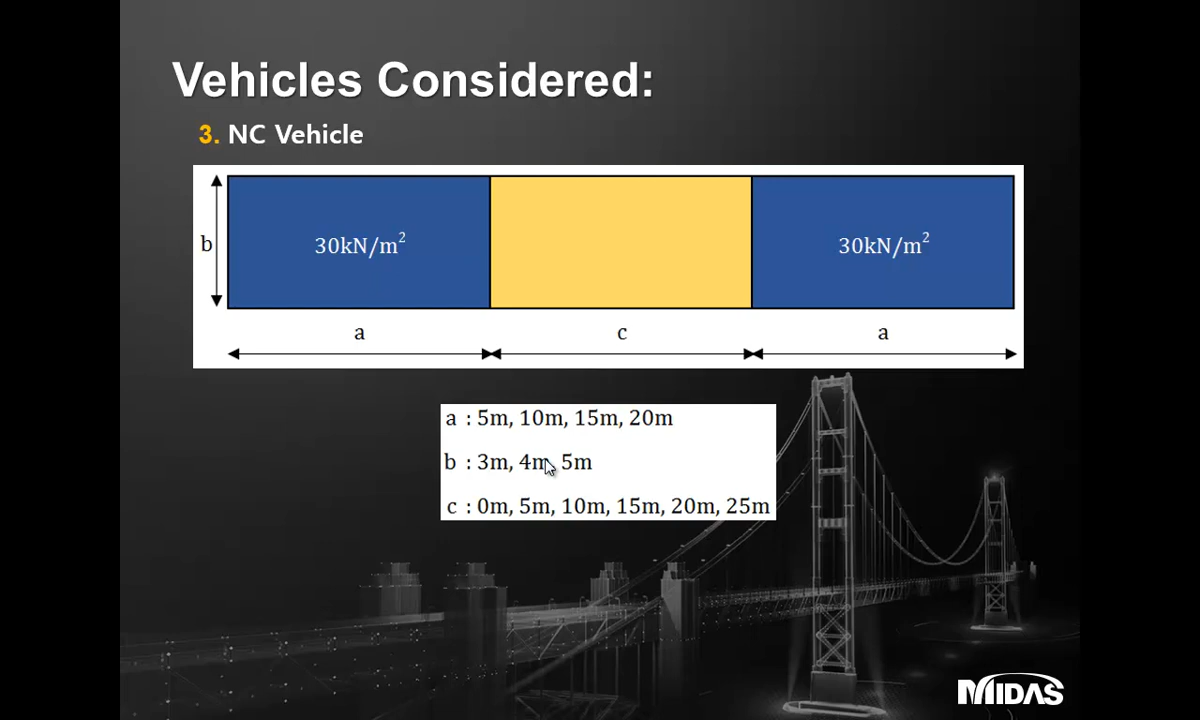 Vehicles Considered:
3. NC Vehicle
b
30kN/m²
30kN/m²
a
c
a
a : 5m, 10m, 15m, 20m
b : 3m, 4m, 5m
c : 0m, 5m, 10m, 15m, 20m, 25m
MIDAS